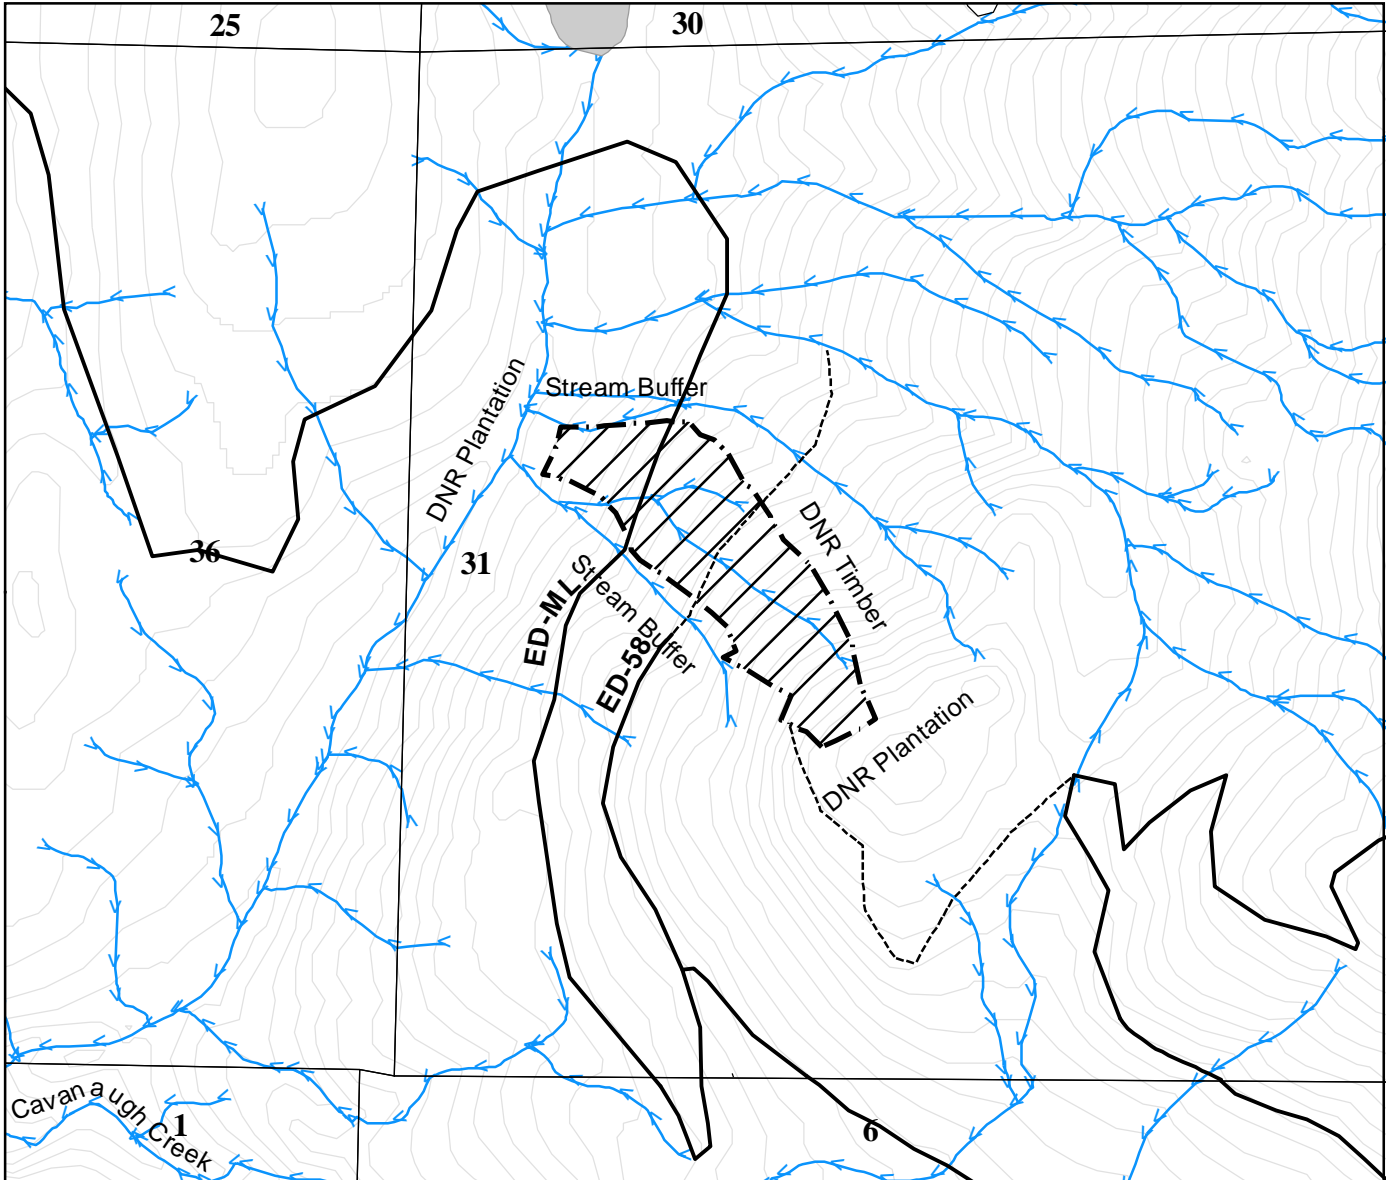 25
30
Stream Buffer
DNR Plantation
DNR Timber
36
31
ED-ML
Stream Buffer
ED-58
DNR Plantation
Cavanaugh Creek
1
6